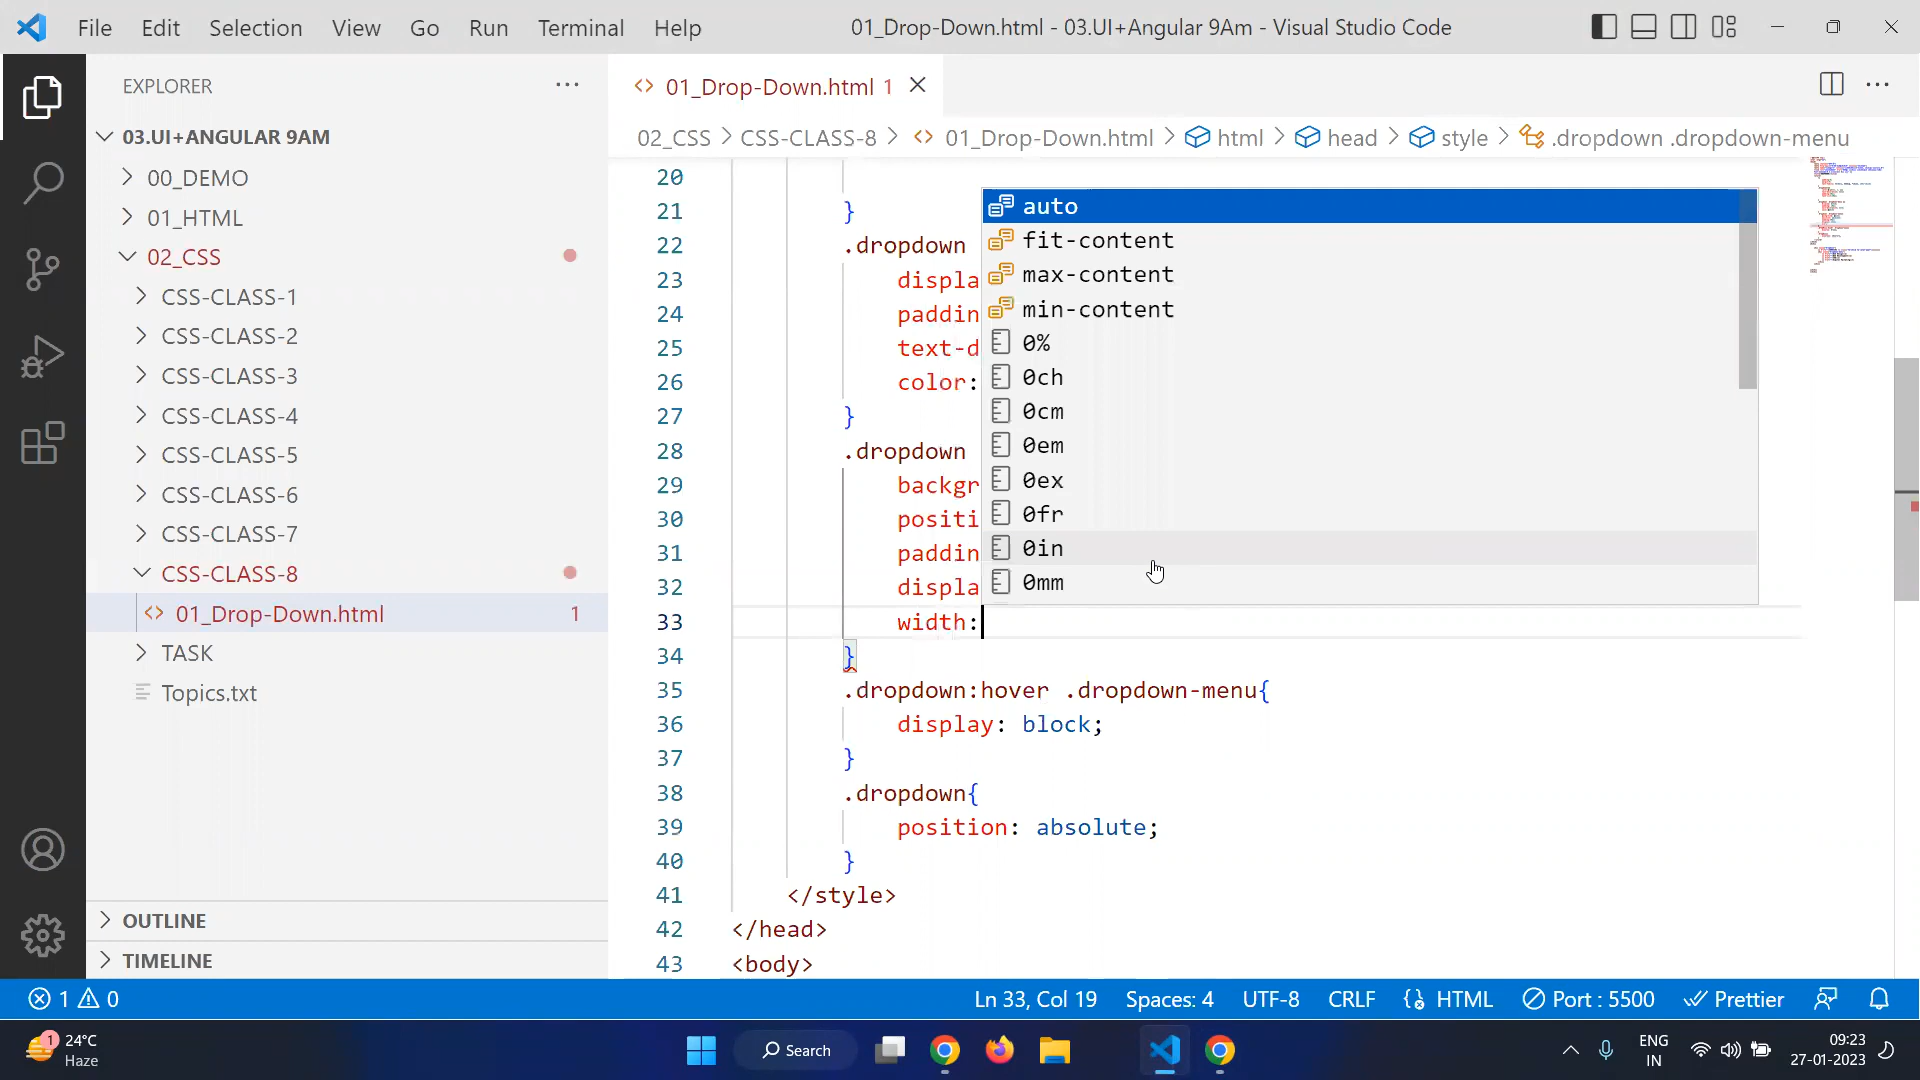 File Edit Selection View Go Run Terminal Help 01_Drop-Down.html - 03.UI+Angular 9Am - Visual Studio Code
EXPLORER ···
01_Drop-Down.html 1
02_CSS > CSS-CLASS-8 > 01_Drop-Down.html > html > head > style > .dropdown .dropdown-menu
03.UI+ANGULAR 9AM
00_DEMO
01_HTML
02_CSS
CSS-CLASS-1
CSS-CLASS-2
CSS-CLASS-3
CSS-CLASS-4
CSS-CLASS-5
CSS-CLASS-6
CSS-CLASS-7
CSS-CLASS-8
01_Drop-Down.html 1
TASK
Topics.txt
OUTLINE
TIMELINE
20
21 }
22 .dropdown
23 displa
24 paddin
25 text-d
26 color:
27 }
28 .dropdown
29 backgr
30 positi
31 paddin
32 displa
33 width:
34 }
35 .dropdown:hover .dropdown-menu{
36 display: block;
37 }
38 .dropdown{
39 position: absolute;
40 }
41 </style>
42 </head>
43 <body>
auto
fit-content
max-content
min-content
0%
0ch
0cm
0em
0ex
0fr
0in
0mm
1 0 Ln 33, Col 19 Spaces: 4 UTF-8 CRLF HTML Port : 5500 Prettier
1 24°C
Haze
Search
ENG
IN
09:23
27-01-2023